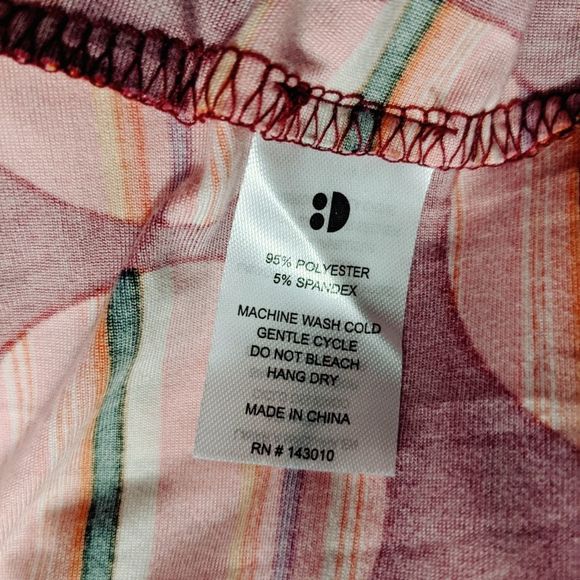 95% POLYESTER
5% SPANDEX
MACHINE WASH COLD
GENTLE CYCLE
DO NOT BLEACH
HANG DRY
MADE IN CHINA
RN # 143010